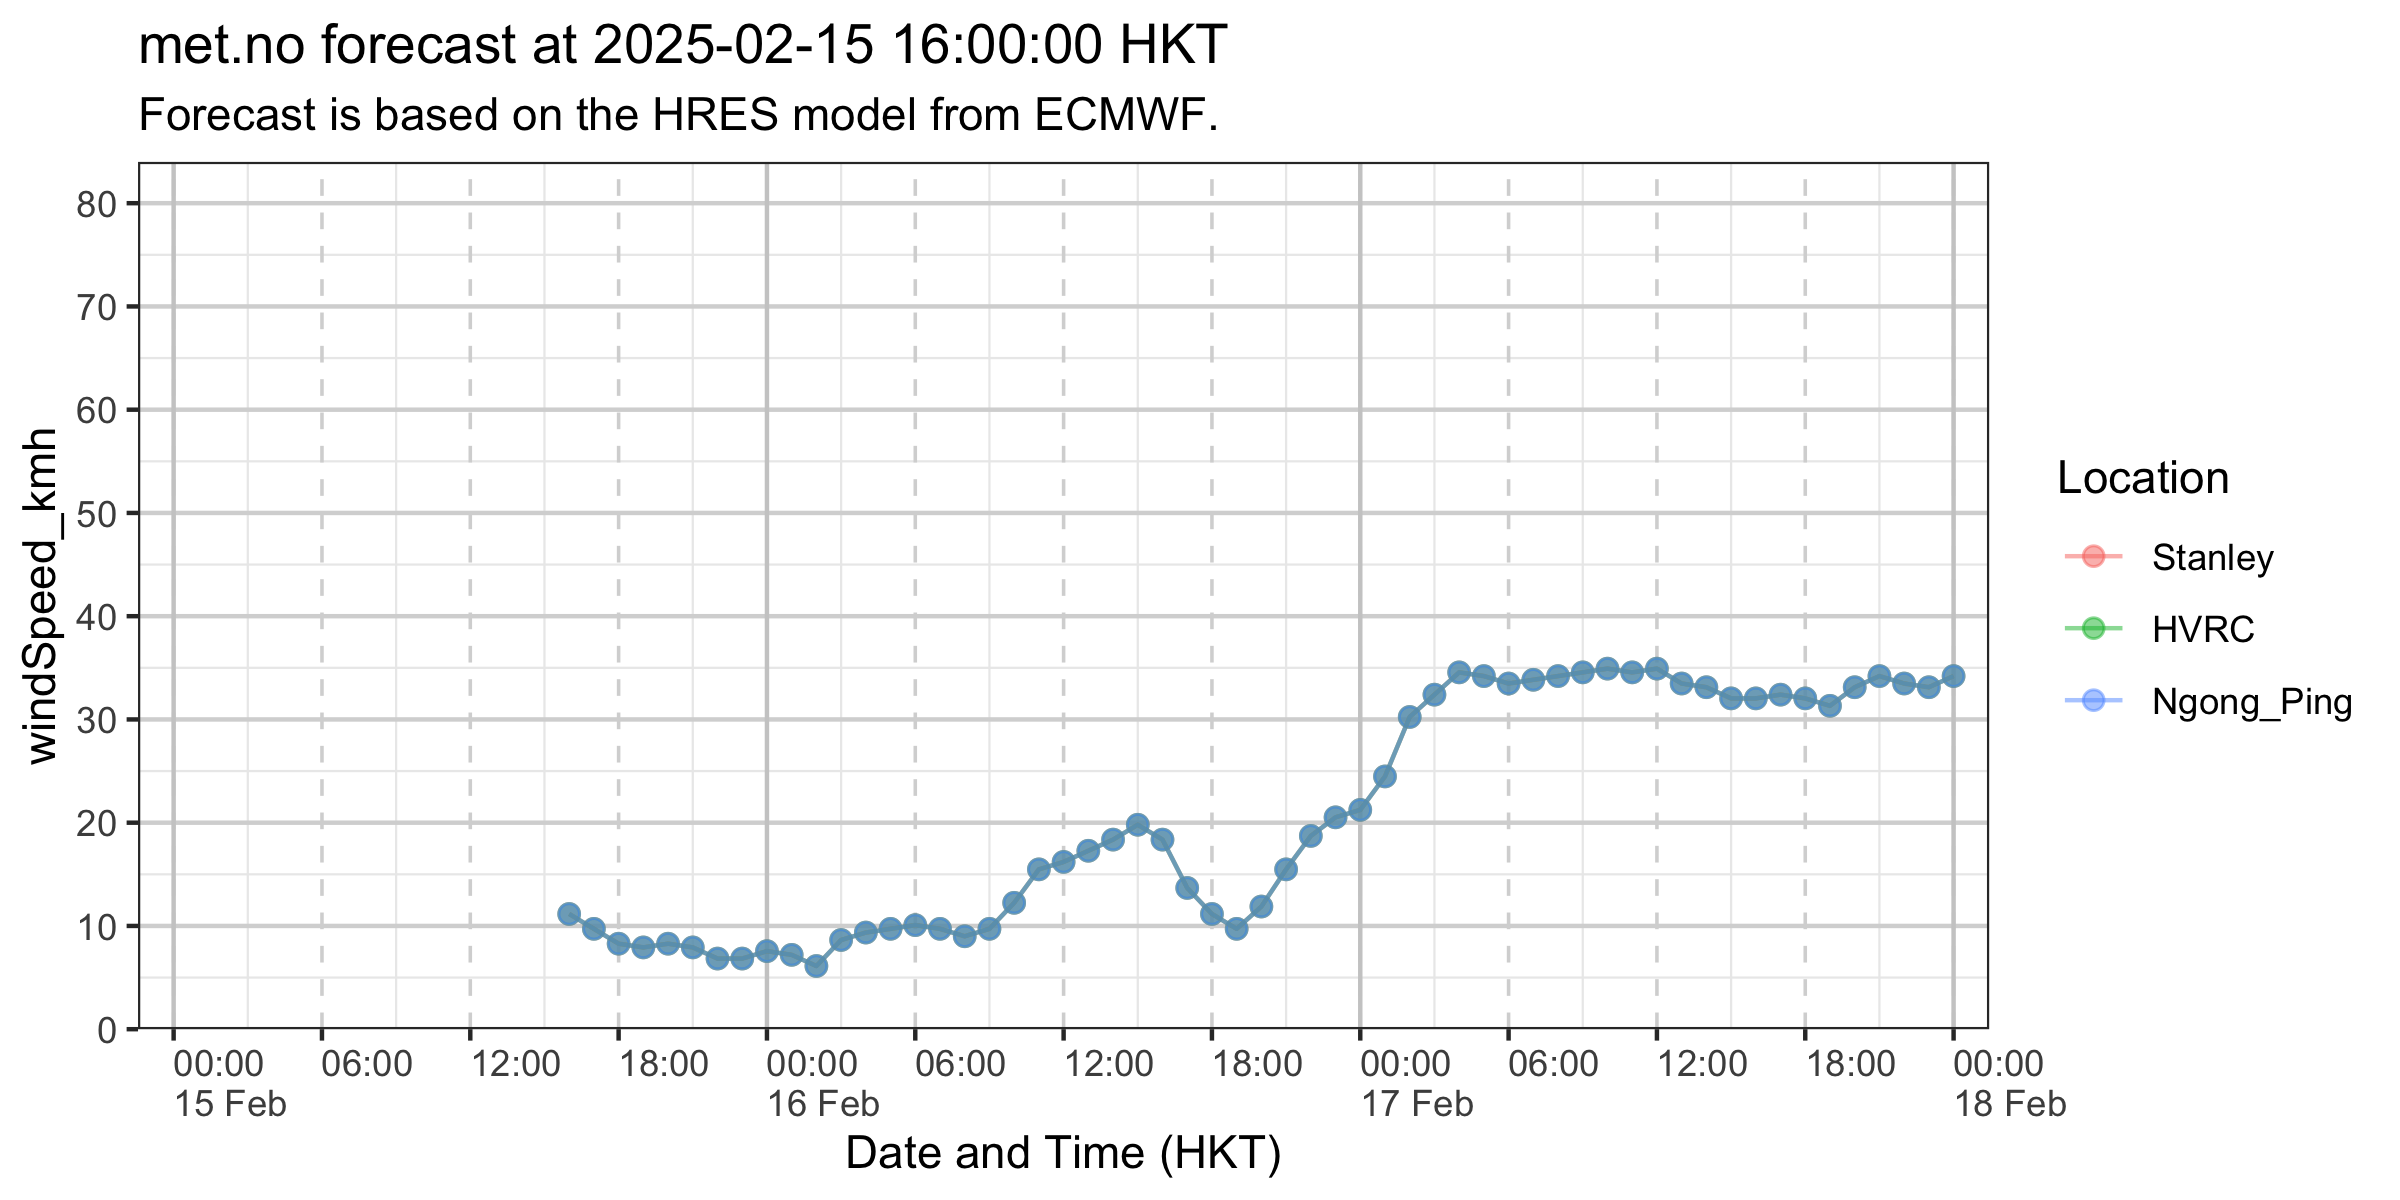 met.no forecast at 2025-02-15 16:00:00 HKT
Forecast is based on the HRES model from ECMWF.
windSpeed_kmh
80
70
60
50
40
30
20
10
0
00:00 06:00 12:00 18:00 00:00 06:00 12:00 18:00 00:00 06:00 12:00 18:00 00:00
15 Feb 16 Feb 17 Feb 18 Feb
Date and Time (HKT)
Location
Stanley
HVRC
Ngong_Ping